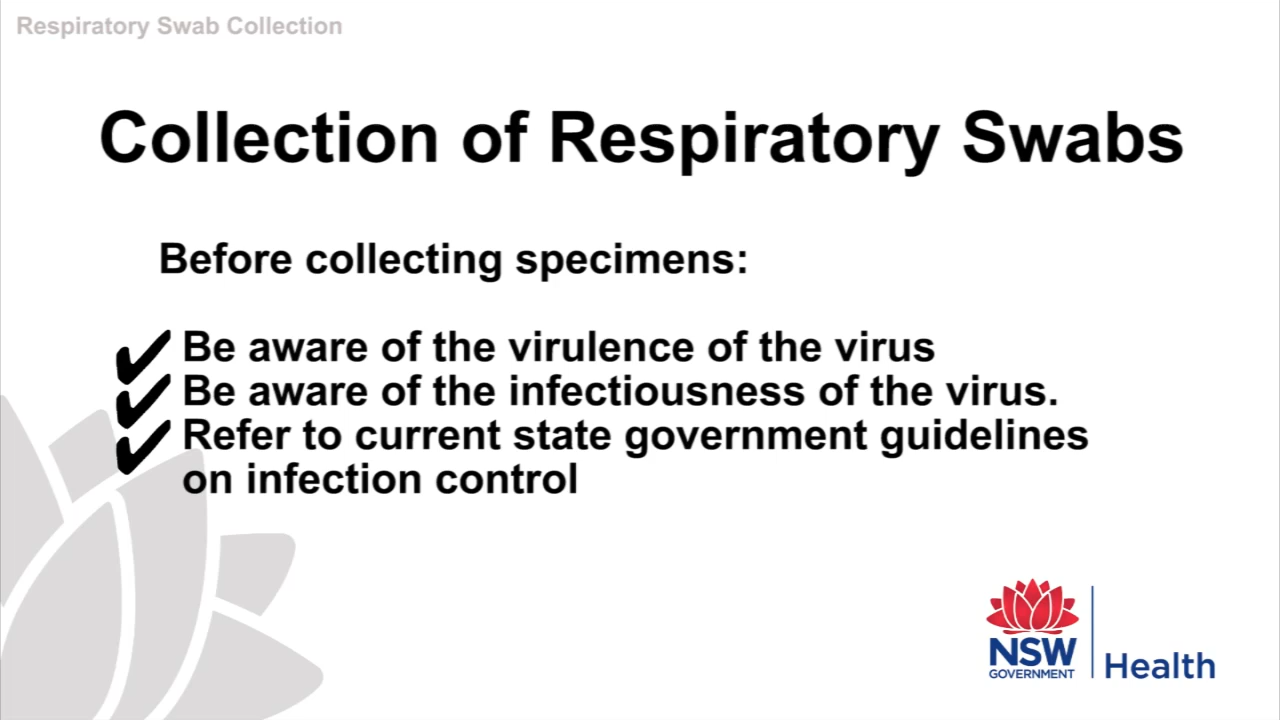 Respiratory Swab Collection
Collection of Respiratory Swabs
Before collecting specimens:
✔ Be aware of the virulence of the virus
✔ Be aware of the infectiousness of the virus.
✔ Refer to current state government guidelines
on infection control
NSW
GOVERNMENT
Health